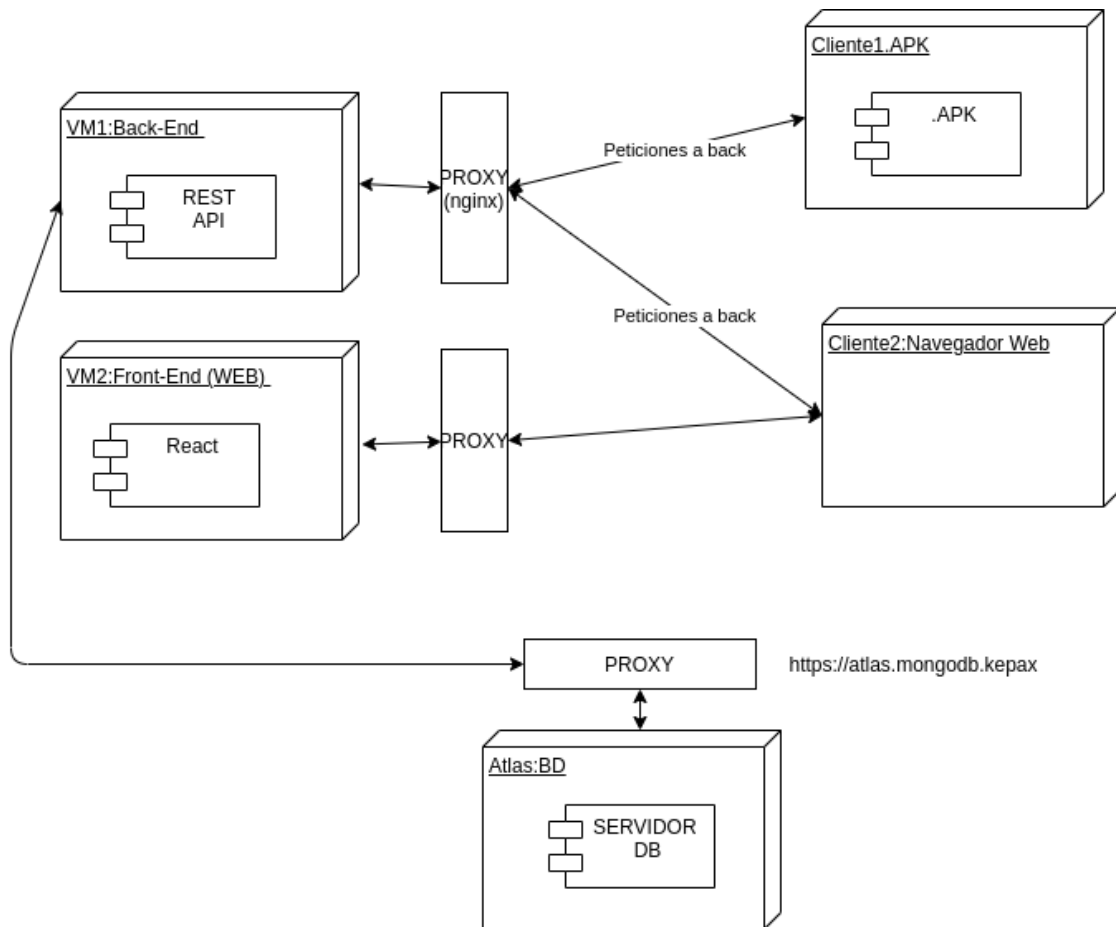 Cliente1.APK
.APK
VM1:Back-End
REST
API
PROXY
(nginx)
Peticiones a back
Peticiones a back
Cliente2:Navegador Web
VM2:Front-End (WEB)
React
PROXY
PROXY
https://atlas.mongodb.kepax
Atlas:BD
SERVIDOR
DB